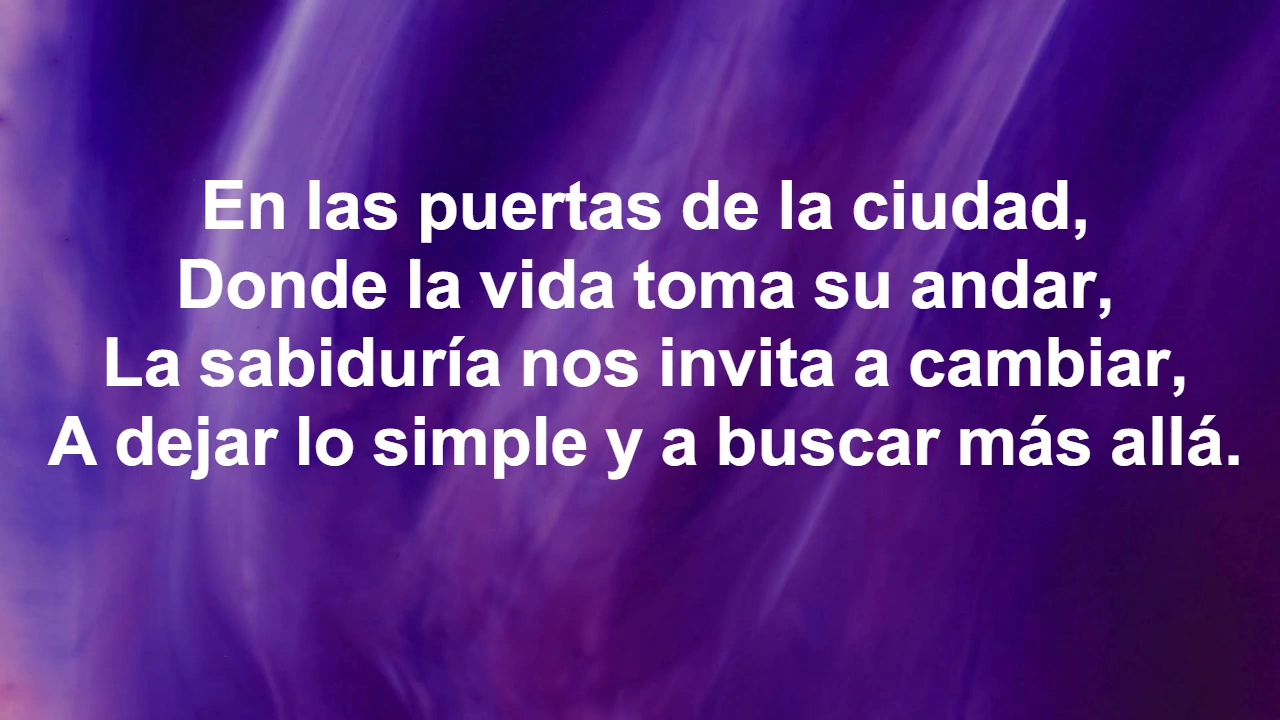 En las puertas de la ciudad,
Donde la vida toma su andar,
La sabiduría nos invita a cambiar,
A dejar lo simple y a buscar más allá.